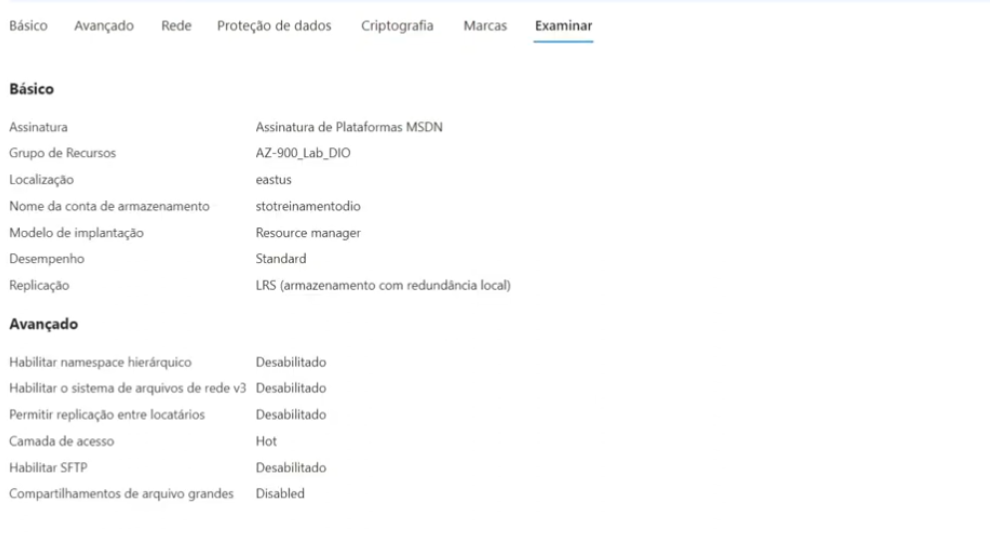 Básico Avançado Rede Proteção de dados Criptografia Marcas Examinar
Básico
Assinatura Assinatura de Plataformas MSDN
Grupo de Recursos AZ-900_Lab_DIO
Localização eastus
Nome da conta de armazenamento stotreinamentodio
Modelo de implantação Resource manager
Desempenho Standard
Replicação LRS (armazenamento com redundância local)
Avançado
Habilitar namespace hierárquico Desabilitado
Habilitar o sistema de arquivos de rede v3 Desabilitado
Permitir replicação entre locatários Desabilitado
Camada de acesso Hot
Habilitar SFTP Desabilitado
Compartilhamentos de arquivo grandes Disabled